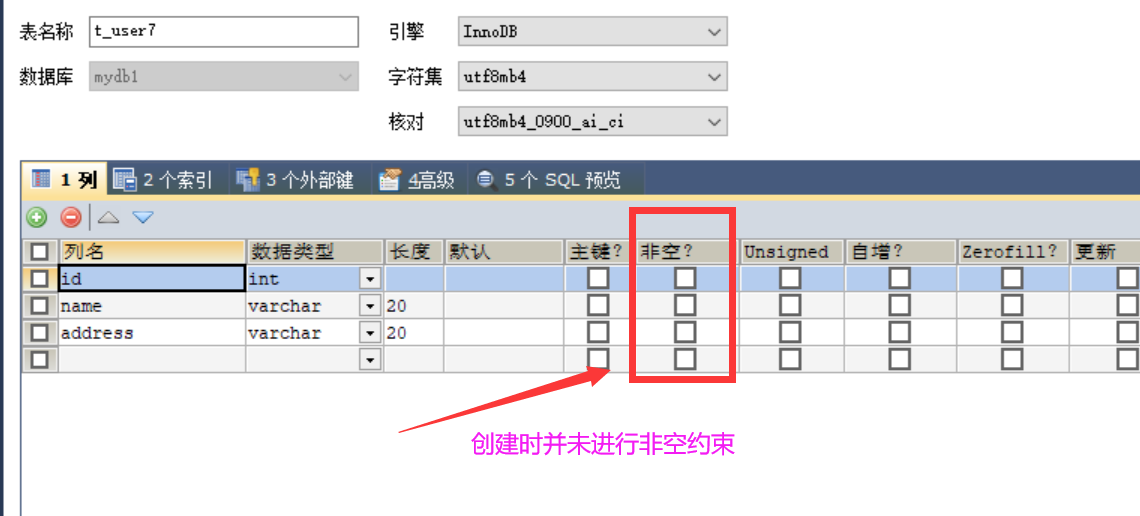 表名称 t_user7 引擎 InnoDB
数据库 mydb1 字符集 utf8mb4
核对 utf8mb4_0900_ai_ci
1 列 2 个索引 3 个外部键 4高级 5 个 SQL 预览
列名 数据类型 长度 默认 主键? 非空? Unsigned 自增? Zerofill? 更新
id int
name varchar 20
address varchar 20
创建时并未进行非空约束